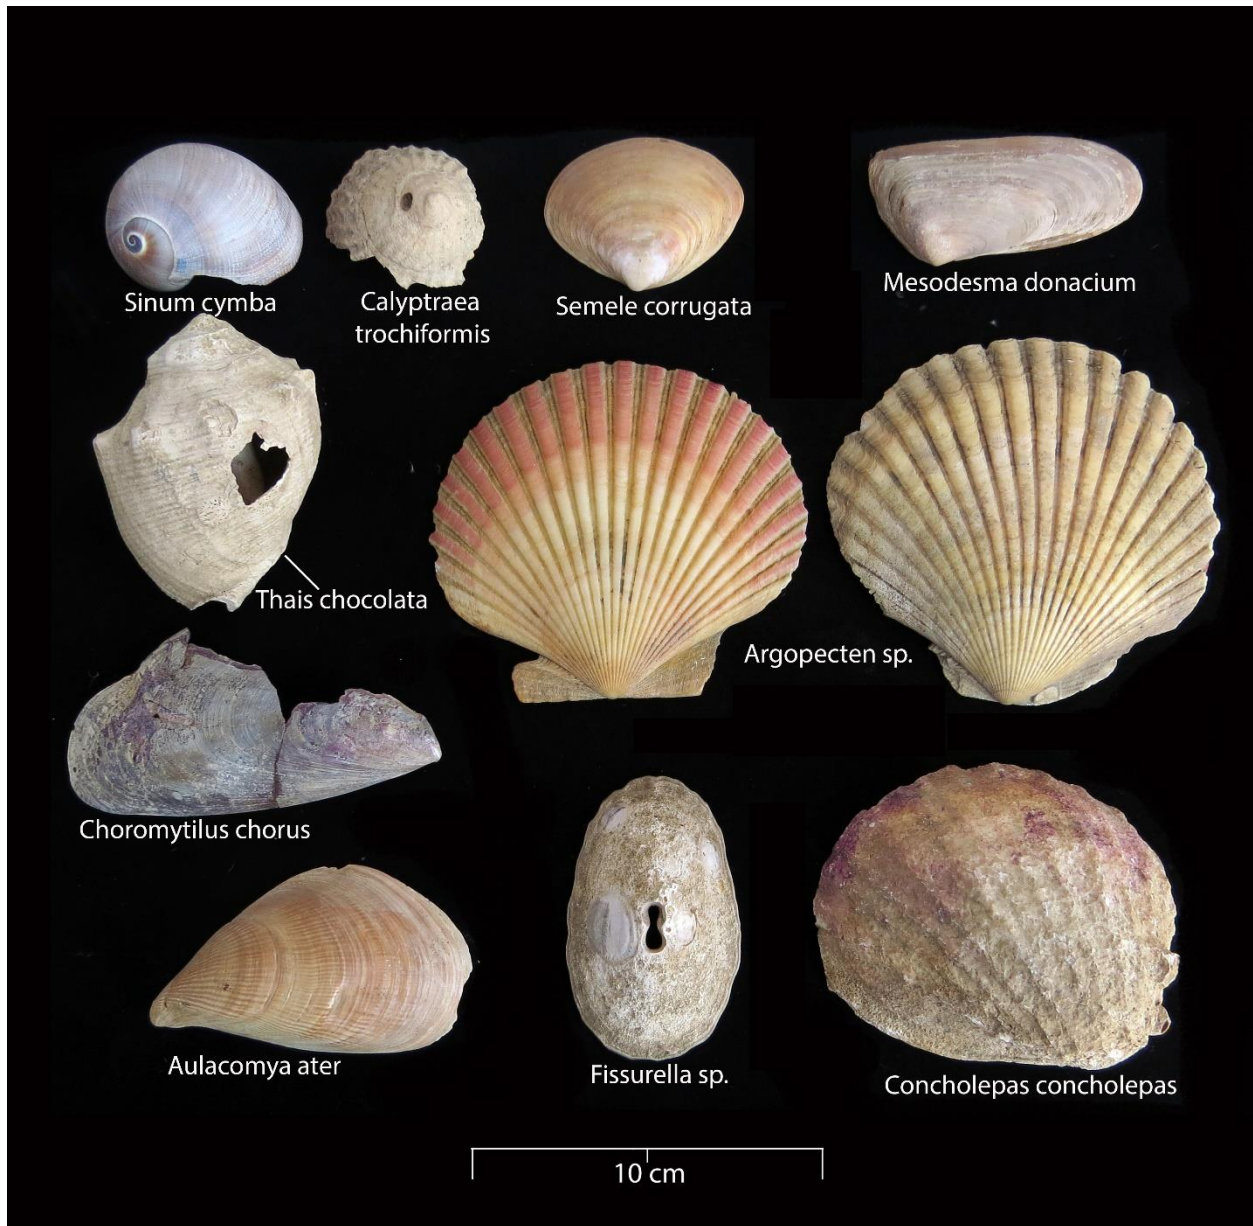 Sinum cymba
Calyptraea
trochiformis
Semele corrugata
Mesodesma donacium
Thais chocolata
Argopecten sp.
Choromytilus chorus
Aulacomya ater
Fissurella sp.
Concholepas concholepas
10 cm